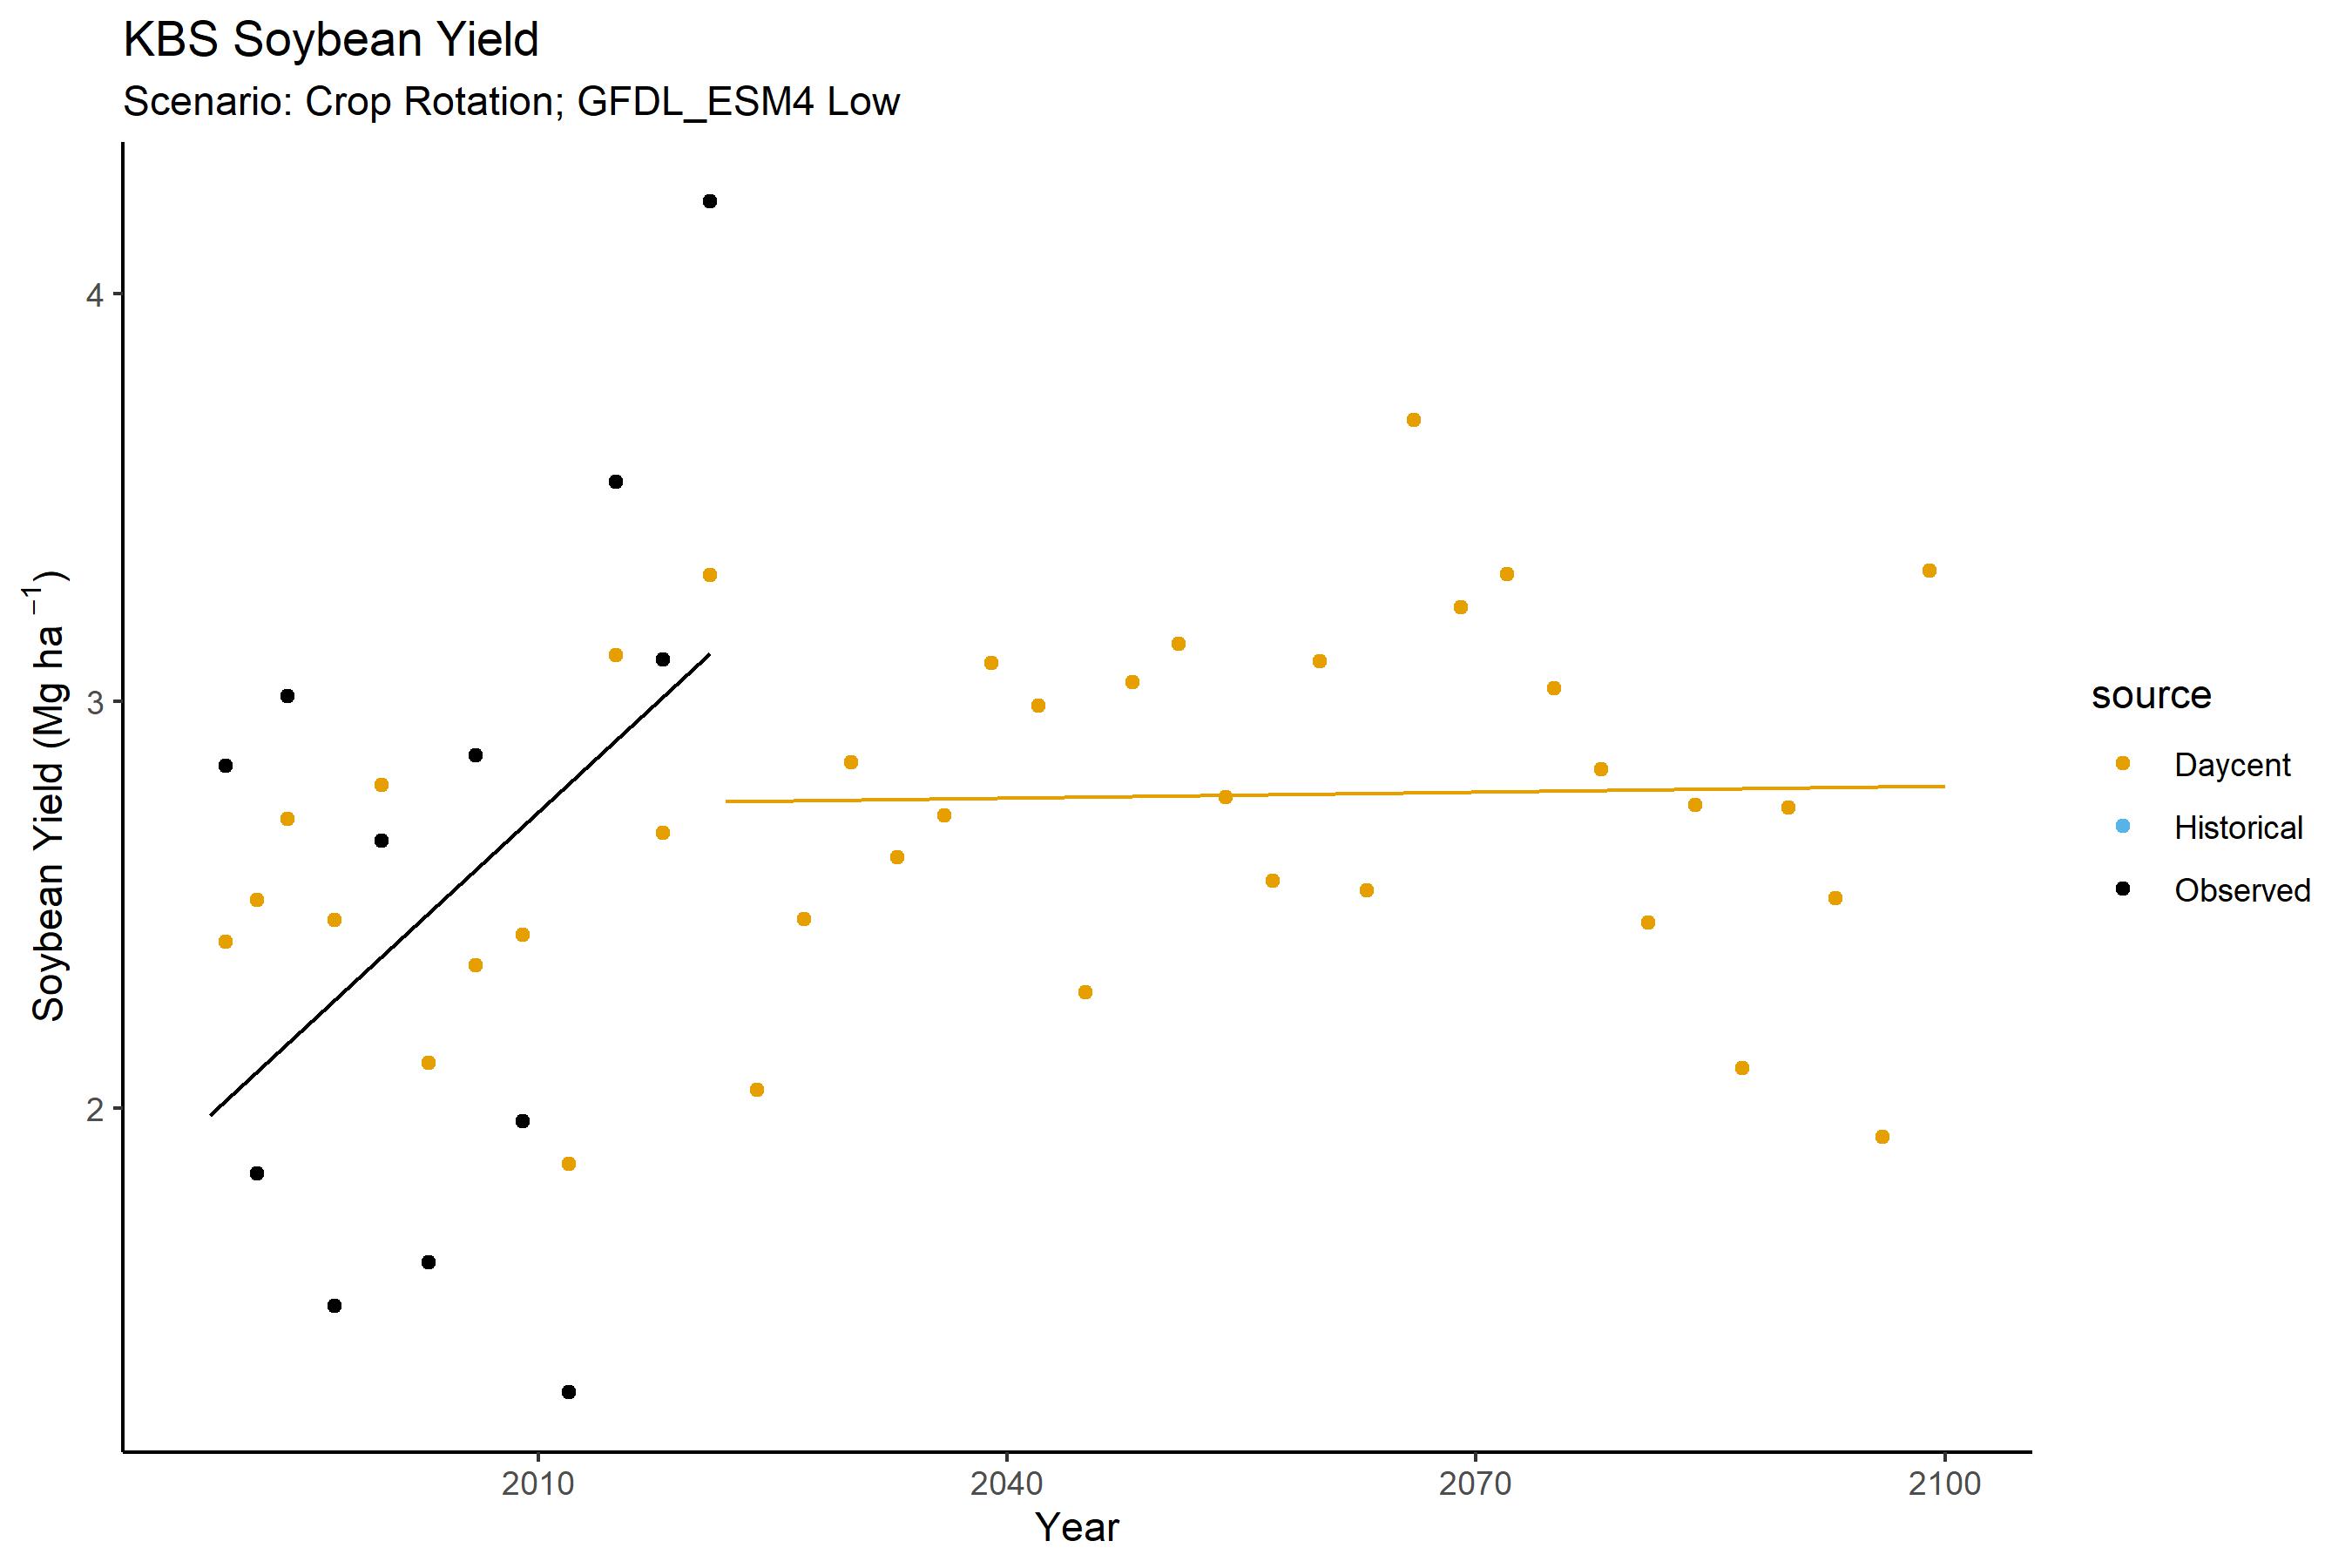 KBS Soybean Yield
Scenario: Crop Rotation; GFDL_ESM4 Low
Soybean Yield (Mg ha⁻¹)
4
3
2
2010
2040
2070
2100
Year
source
Daycent
Historical
Observed